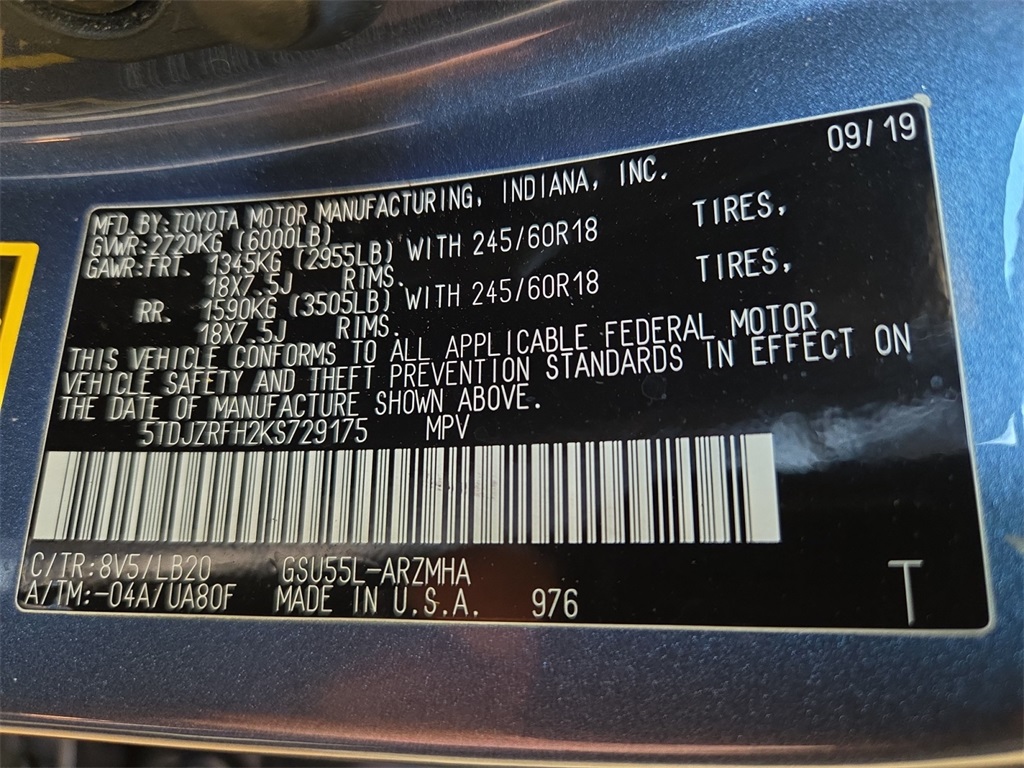 09/19
MFD.BY:TOYOTA MOTOR MANUFACTURING, INDIANA, INC.
GVWR:2720KG (6000LB)
GAWR:FRT. 1345KG (2955LB) WITH 245/60R18 TIRES,
18X7.5J RIMS.
RR. 1590KG (3505LB) WITH 245/60R18 TIRES,
18X7.5J RIMS.
THIS VEHICLE CONFORMS TO ALL APPLICABLE FEDERAL MOTOR
VEHICLE SAFETY AND THEFT PREVENTION STANDARDS IN EFFECT ON
THE DATE OF MANUFACTURE SHOWN ABOVE.
5TDJZRFH2KS729175 MPV
C/TR:8V5/LB20 GSU55L-ARZMHA
A/TM:-04A/UA80F MADE IN U.S.A. 976
T